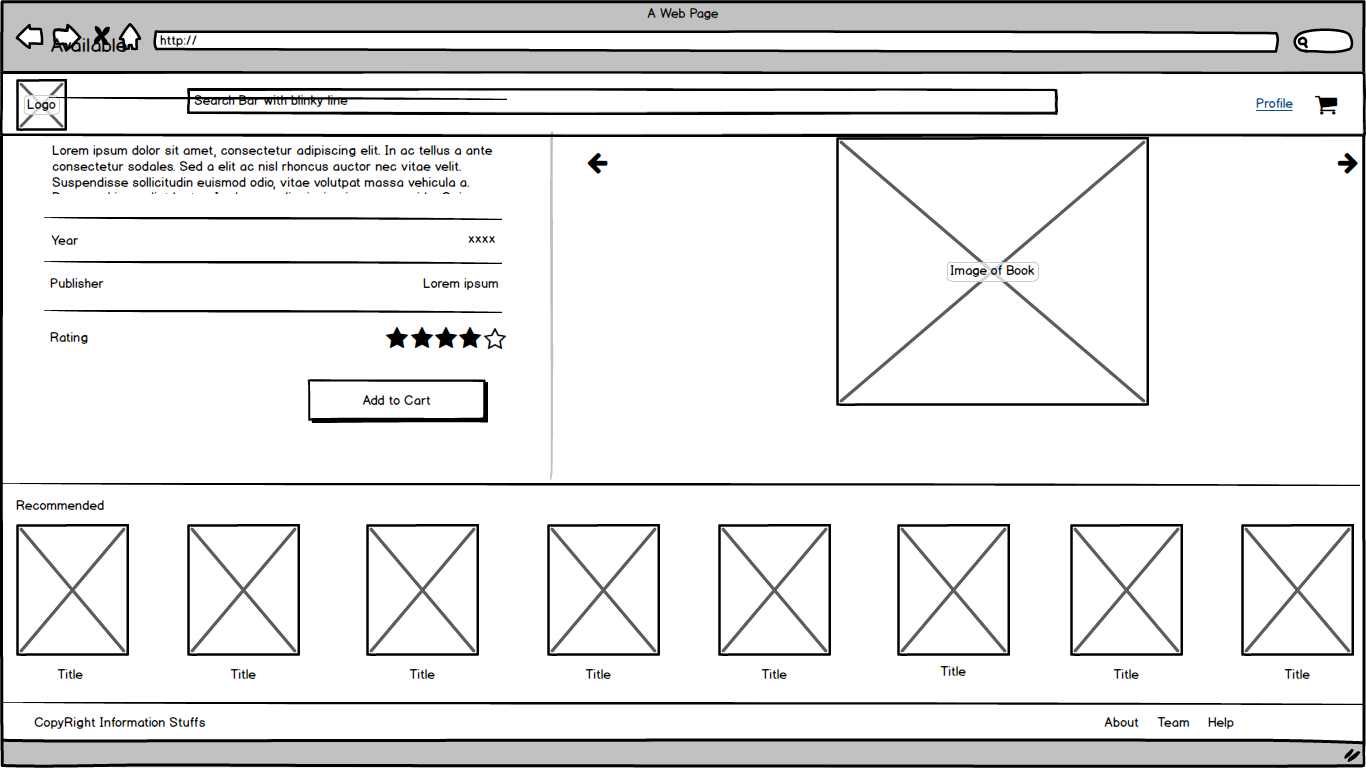 A Web Page
Available
http://
Logo
Search Bar with blinky line
Profile
Lorem ipsum dolor sit amet, consectetur adipiscing elit. In ac tellus a ante
consectetur sodales. Sed a elit ac nisl rhoncus auctor nec vitae velit.
Suspendisse sollicitudin euismod odio, vitae volutpat massa vehicula a.
Year xxxx
Publisher Lorem ipsum
Rating
Add to Cart
Image of Book
Recommended
Title Title Title Title Title Title Title Title
CopyRight Information Stuffs
About Team Help